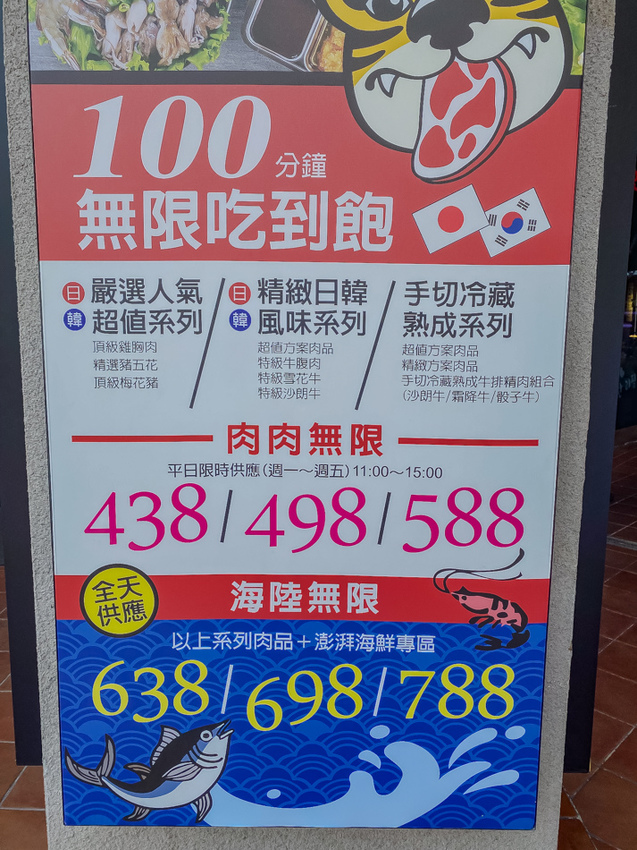 100分鐘
無限吃到飽
日 韓
嚴選人氣
超值系列
頂級雞胸肉
精選豬五花
頂級梅花豬
日 韓
精緻日韓
風味系列
超值方案肉品
特級牛腹肉
特級雪花牛
特級沙朗牛
手切冷藏
熟成系列
超值方案肉品
精緻方案肉品
手切冷藏熟成牛排精肉組合
(沙朗牛/霜降牛/骰子牛)
肉肉無限
平日限時供應(週一~週五)11:00~15:00
438/498/588
全天
供應
海陸無限
以上系列肉品+澎湃海鮮專區
638/698/788